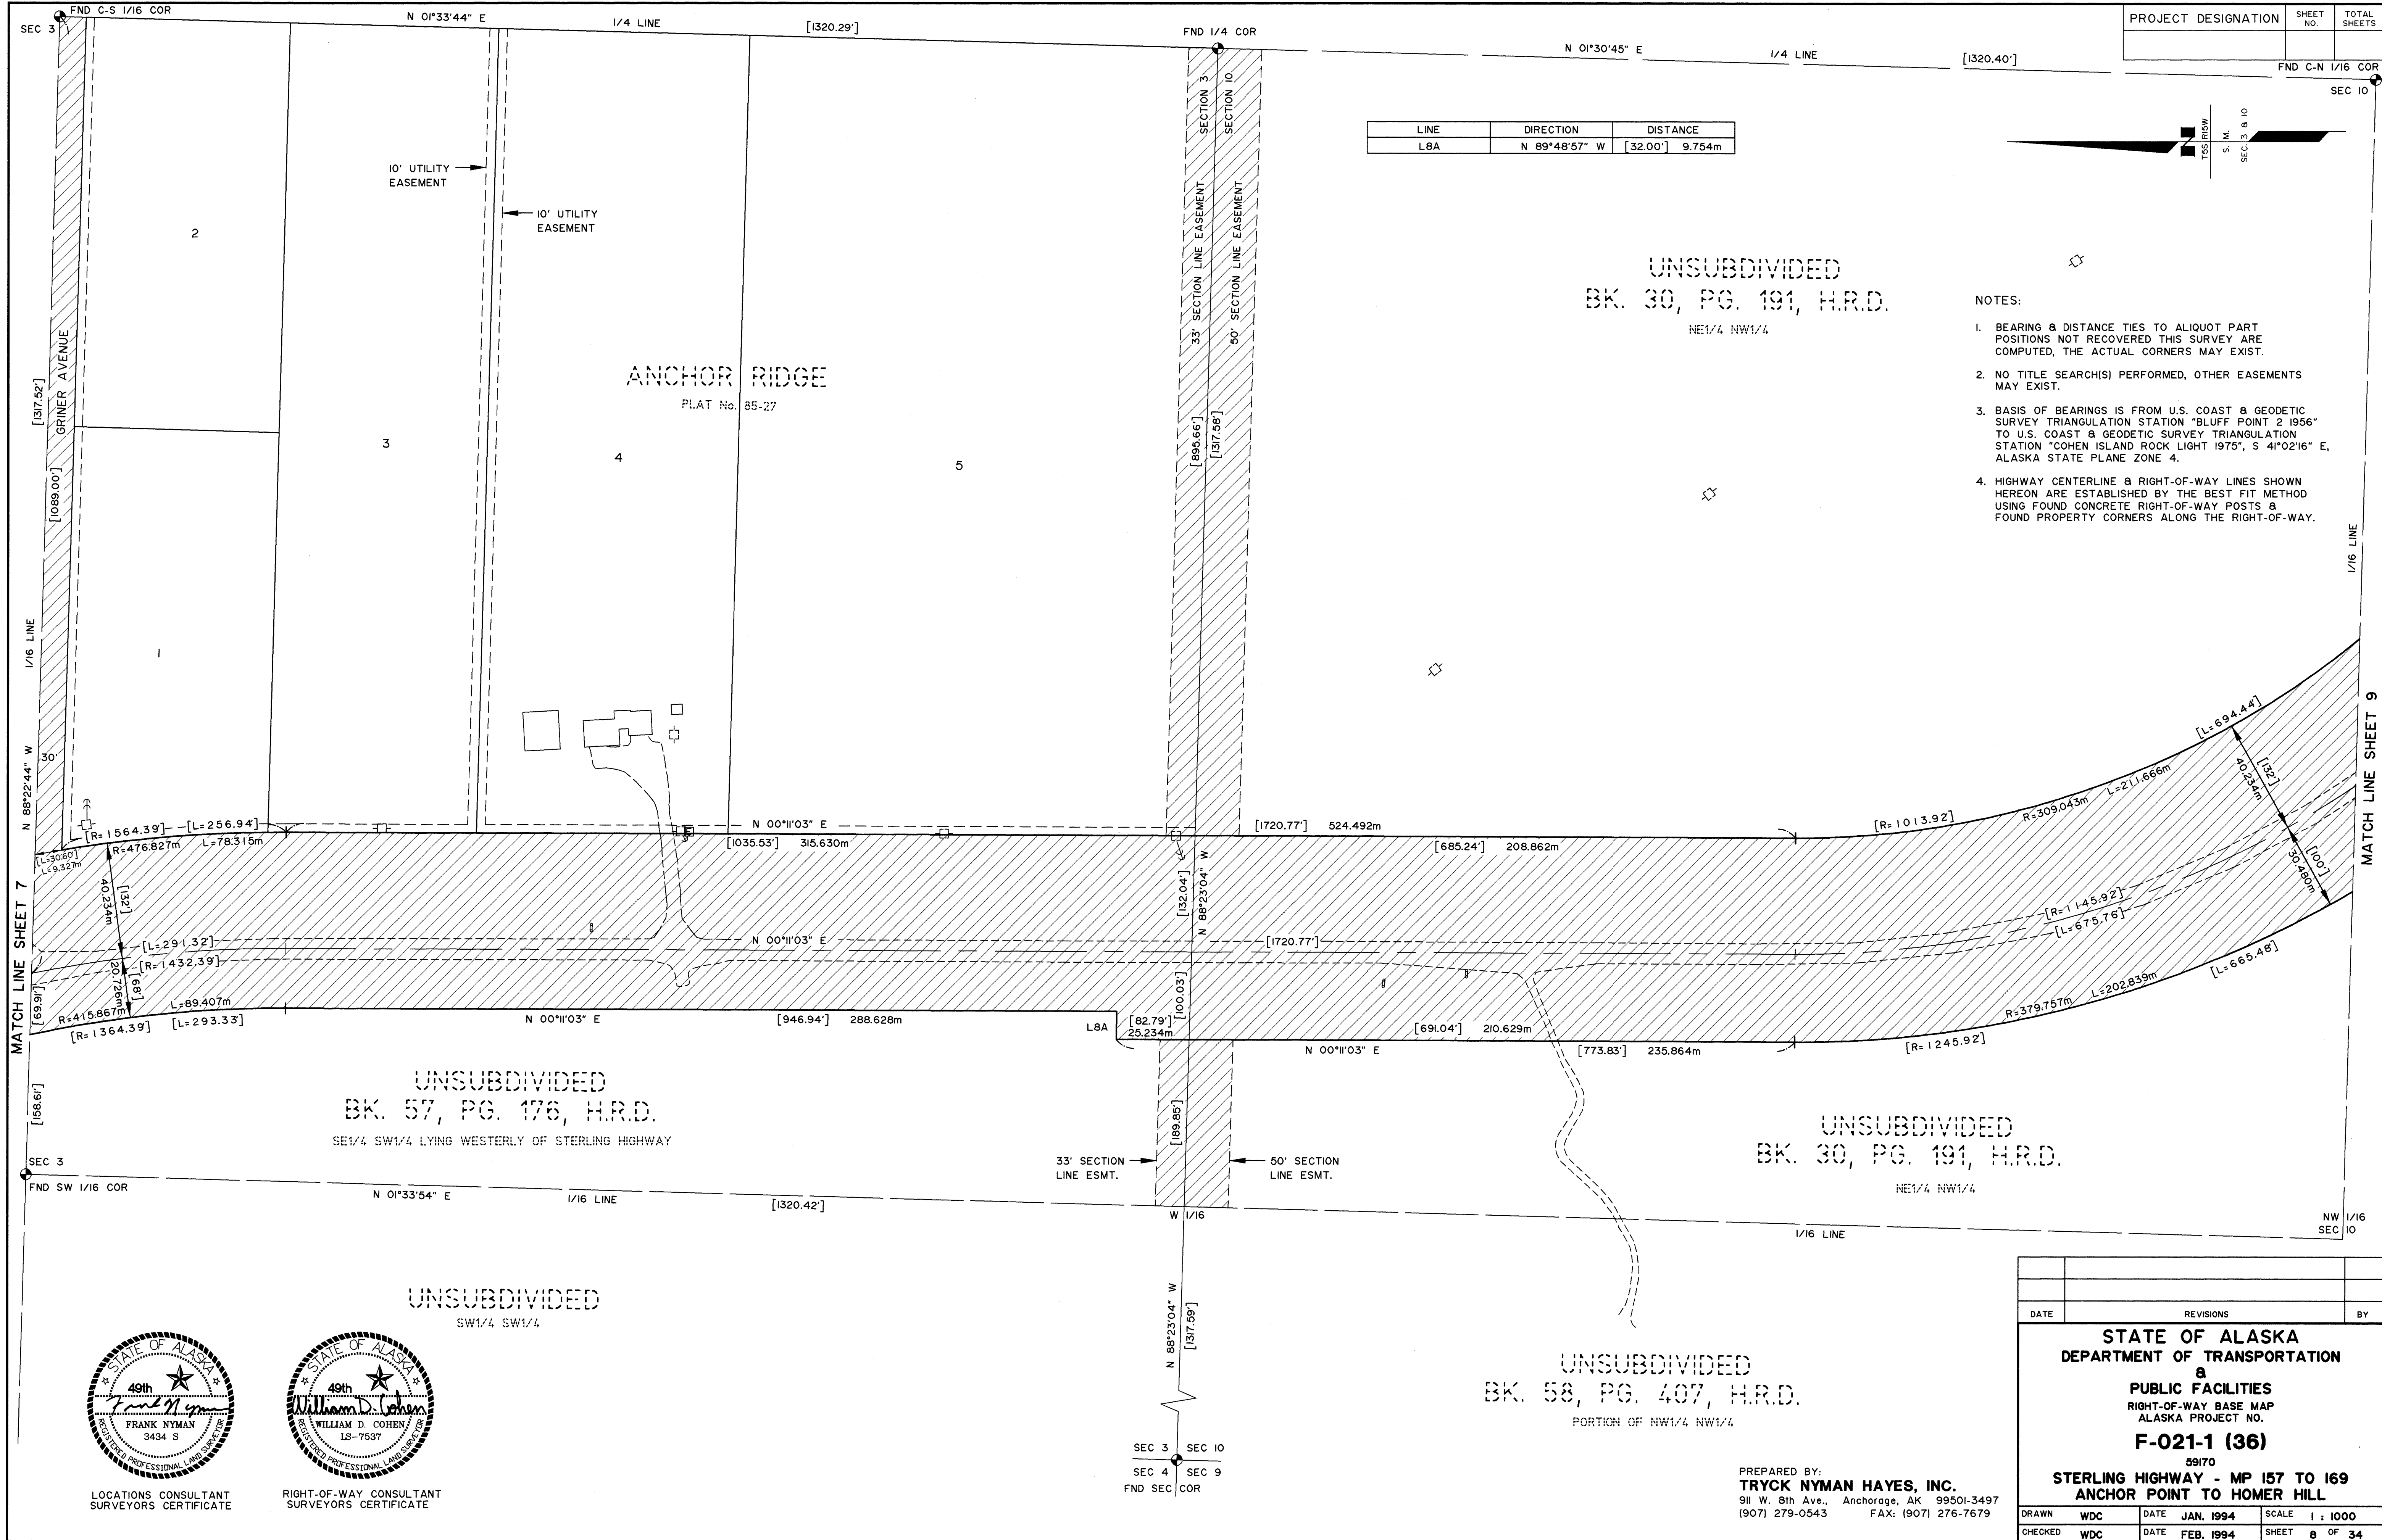 PROJECT DESIGNATION
SHEET NO.
TOTAL SHEETS
FND C-S 1/16 COR
SEC 3
N 01°33'44" E
1/4 LINE
[1320.29']
FND 1/4 COR
N 01°30'45" E
1/4 LINE
[1320.40']
FND C-N 1/16 COR
SEC 10
LINE DIRECTION DISTANCE
L8A N 89°48'57" W [32.00'] 9.754m
N
T5S R15W
S. M.
SEC. 3 & 10
SECTION 3
SECTION 10
33' SECTION LINE EASEMENT
50' SECTION LINE EASEMENT
10' UTILITY
EASEMENT
10' UTILITY
EASEMENT
2
UNSUBDIVIDED
BK. 30, PG. 191, H.R.D.
NE1/4 NW1/4
NOTES:
1. BEARING & DISTANCE TIES TO ALIQUOT PART
POSITIONS NOT RECOVERED THIS SURVEY ARE
COMPUTED, THE ACTUAL CORNERS MAY EXIST.
2. NO TITLE SEARCH(S) PERFORMED, OTHER EASEMENTS
MAY EXIST.
3. BASIS OF BEARINGS IS FROM U.S. COAST & GEODETIC
SURVEY TRIANGULATION STATION "BLUFF POINT 2 1956"
TO U.S. COAST & GEODETIC SURVEY TRIANGULATION
STATION "COHEN ISLAND ROCK LIGHT 1975", S 41°02'16" E,
ALASKA STATE PLANE ZONE 4.
4. HIGHWAY CENTERLINE & RIGHT-OF-WAY LINES SHOWN
HEREON ARE ESTABLISHED BY THE BEST FIT METHOD
USING FOUND CONCRETE RIGHT-OF-WAY POSTS &
FOUND PROPERTY CORNERS ALONG THE RIGHT-OF-WAY.
ANCHOR RIDGE
PLAT No. 85-27
[1317.52']
GRINER AVENUE
[1089.00']
3
4
5
[895.66']
[1317.58']
1/16 LINE
1/16 LINE
1
N 88°22'44" W
30'
MATCH LINE SHEET 9
[L=694.44']
L=211.666m
R=309.043m
[R=1013.92']
[132']
40.234m
[100']
30.480m
[R=1564.39']
[L=256.94']
R=476.827m
L=78.315m
[L=30.60']
L=9.327m
N 00°11'03" E
[1035.53'] 315.630m
[1720.77'] 524.492m
[685.24'] 208.862m
[132.04']
N 88°23'04" W
MATCH LINE SHEET 7
[132']
40.234m
[L=291.32']
[R=1432.39']
[68']
20.726m
[69.91']
N 00°11'03" E
[1720.77']
[R=1145.92']
[L=675.76']
[L=665.48']
L=202.839m
R=379.757m
[R=1245.92']
L=89.407m
R=415.867m
[R=1364.39']
[L=293.33']
N 00°11'03" E
[946.94'] 288.628m
L8A
[82.79']
25.234m
[100.03']
[691.04'] 210.629m
N 00°11'03" E
[773.83'] 235.864m
[158.61']
UNSUBDIVIDED
BK. 57, PG. 176, H.R.D.
SE1/4 SW1/4 LYING WESTERLY OF STERLING HIGHWAY
[189.85']
33' SECTION
LINE ESMT.
50' SECTION
LINE ESMT.
UNSUBDIVIDED
BK. 30, PG. 191, H.R.D.
NE1/4 NW1/4
SEC 3
FND SW 1/16 COR
N 01°33'54" E
1/16 LINE
[1320.42']
W 1/16
1/16 LINE
NW 1/16
SEC 10
UNSUBDIVIDED
SW1/4 SW1/4
N 88°23'04" W
[1317.59']
UNSUBDIVIDED
BK. 58, PG. 407, H.R.D.
PORTION OF NW1/4 NW1/4
SEC 3 SEC 10
SEC 4 SEC 9
FND SEC COR
STATE OF ALASKA
49th
Frank Nyman
FRANK NYMAN
3434 S
REGISTERED PROFESSIONAL LAND SURVEYOR
LOCATIONS CONSULTANT
SURVEYORS CERTIFICATE
STATE OF ALASKA
49th
William D. Cohen
WILLIAM D. COHEN
LS-7537
REGISTERED PROFESSIONAL LAND SURVEYOR
RIGHT-OF-WAY CONSULTANT
SURVEYORS CERTIFICATE
PREPARED BY:
TRYCK NYMAN HAYES, INC.
911 W. 8th Ave., Anchorage, AK 99501-3497
(907) 279-0543 FAX: (907) 276-7679
DATE REVISIONS BY
STATE OF ALASKA
DEPARTMENT OF TRANSPORTATION
&
PUBLIC FACILITIES
RIGHT-OF-WAY BASE MAP
ALASKA PROJECT NO.
F-021-1 (36)
59170
STERLING HIGHWAY - MP 157 TO 169
ANCHOR POINT TO HOMER HILL
DRAWN WDC DATE JAN. 1994 SCALE 1 : 1000
CHECKED WDC DATE FEB. 1994 SHEET 8 OF 34